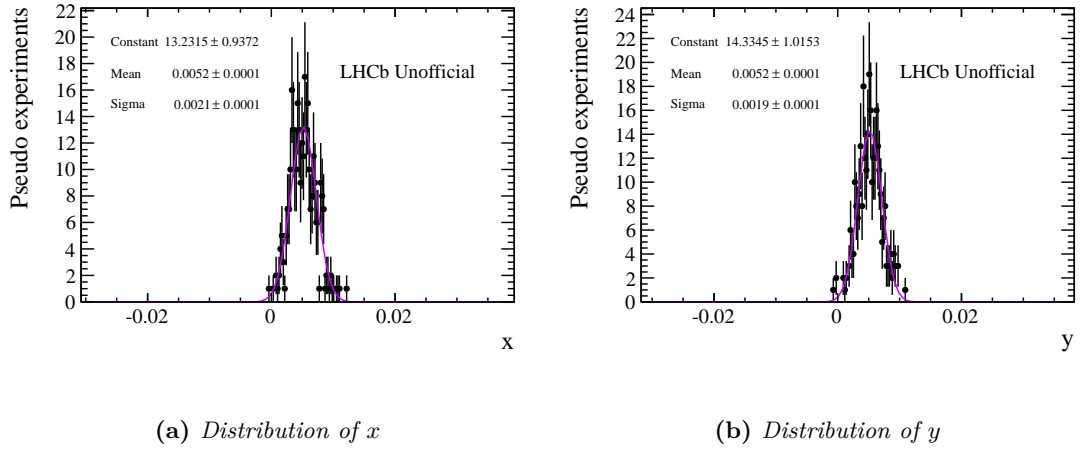 Pseudo experiments
22
20
18
16
14
12
10
8
6
4
2
0
Constant 13.2315 ± 0.9372
Mean 0.0052 ± 0.0001
Sigma 0.0021 ± 0.0001
LHCb Unofficial
-0.02 0 0.02
x
(a) Distribution of x
Pseudo experiments
24
22
20
18
16
14
12
10
8
6
4
2
0
Constant 14.3345 ± 1.0153
Mean 0.0052 ± 0.0001
Sigma 0.0019 ± 0.0001
LHCb Unofficial
-0.02 0 0.02
y
(b) Distribution of y